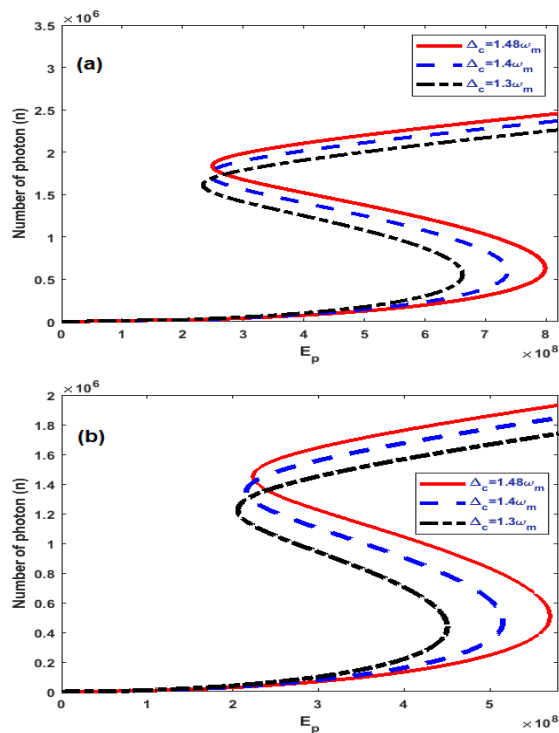 ×10⁶
3.5
3
2.5
2
1.5
1
0.5
0
Number of photon (n)
(a)
Δc=1.48ωm
Δc=1.4ωm
Δc=1.3ωm
0 1 2 3 4 5 6 7 8
Ep
×10⁸
×10⁶
2
1.8
1.6
1.4
1.2
1
0.8
0.6
0.4
0.2
0
Number of photon (n)
(b)
Δc=1.48ωm
Δc=1.4ωm
Δc=1.3ωm
0 1 2 3 4 5
Ep
×10⁸